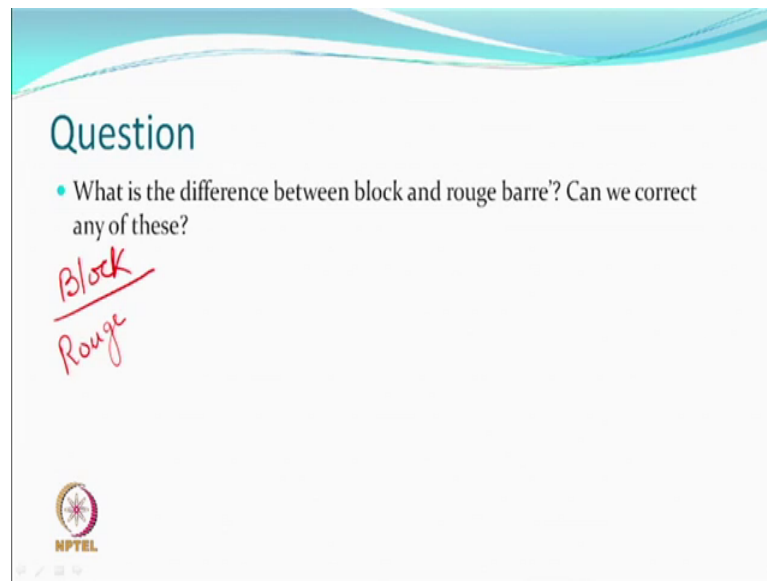 Question
• What is the difference between block and rouge barre'? Can we correct
any of these?
Block
Rouge
NPTEL